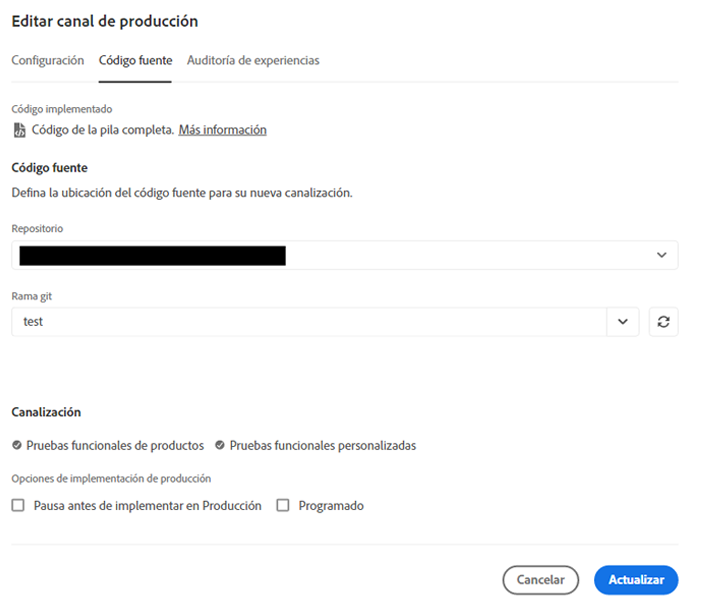 Editar canal de producción
Configuración Código fuente Auditoría de experiencias
Código implementado
Código de la pila completa. Más información
Código fuente
Defina la ubicación del código fuente para su nueva canalización.
Repositorio
Rama git
test
Canalización
Pruebas funcionales de productos Pruebas funcionales personalizadas
Opciones de implementación de producción
Pausa antes de implementar en Producción Programado
Cancelar Actualizar